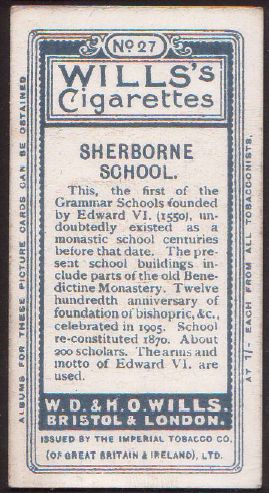 No. 27
WILLS's
Cigarettes
SHERBORNE
SCHOOL.
This, the first of the
Grammar Schools founded
by Edward VI. (1550), un-
doubtedly existed as a
monastic school centuries
before that date. The pre-
sent school buildings in-
clude parts of the old Bene-
dictine Monastery. Twelve
hundredth anniversary of
foundation of bishopric, &c.,
celebrated in 1905. School
re-constituted 1870. About
200 scholars. The arms and
motto of Edward VI. are
used.
W.D. & H.O. WILLS.
BRISTOL & LONDON.
ISSUED BY THE IMPERIAL TOBACCO CO.
(OF GREAT BRITAIN & IRELAND), LTD.
ALBUMS FOR THESE PICTURE CARDS CAN BE OBTAINED
AT 1/- EACH FROM ALL TOBACCONISTS.